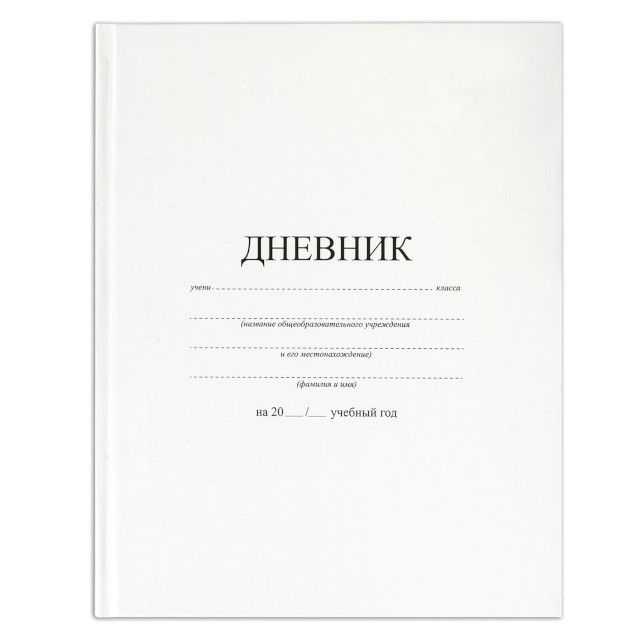 ДНЕВНИК
учени класса
(название общеобразовательного учреждения
и его местонахождение)
(фамилия и имя)
на 20___/___ учебный год